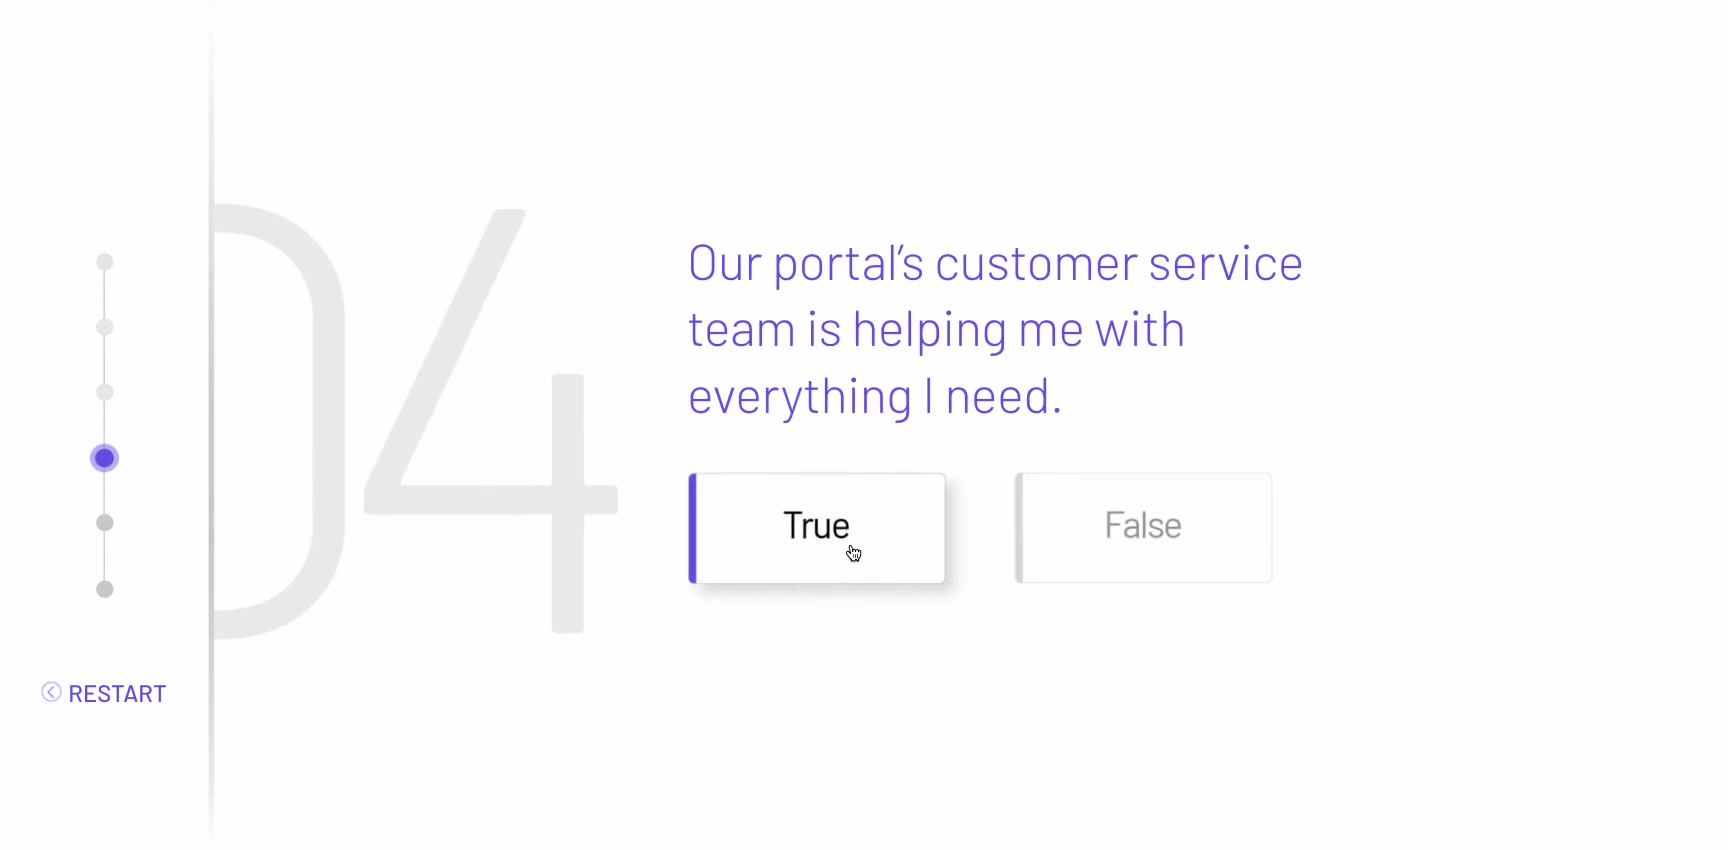 04
Our portal’s customer service
team is helping me with
everything I need.
True
False
RESTART